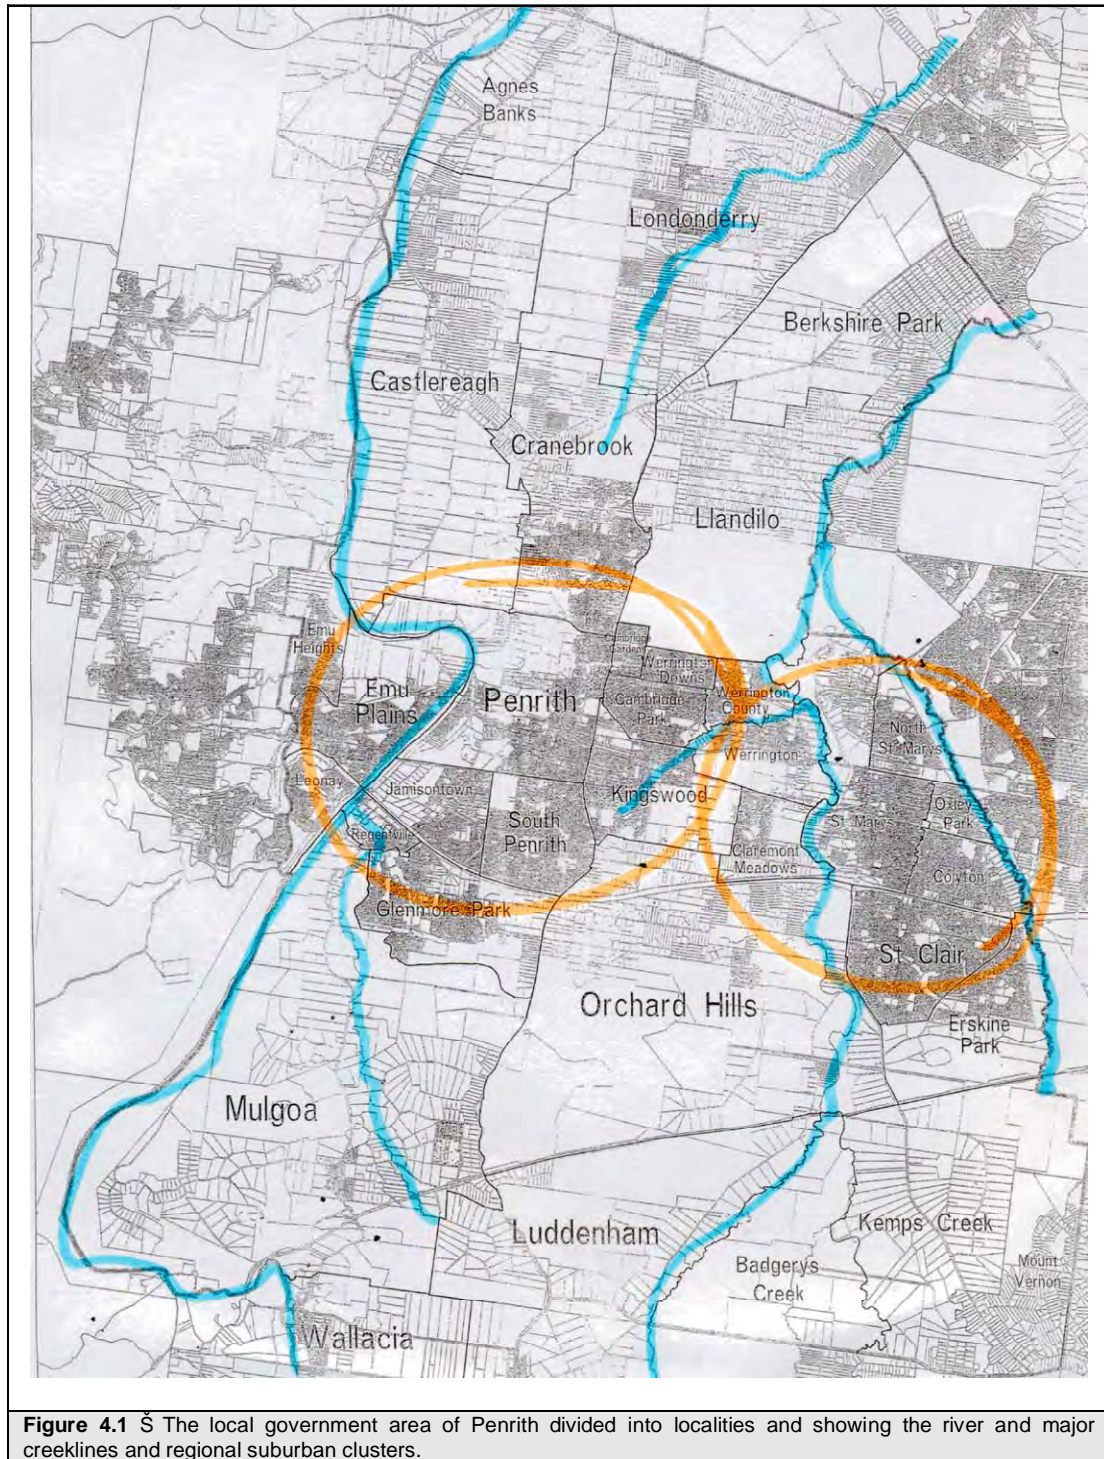 Agnes
Banks
Londonderry
Berkshire Park
Castlereagh
Cranebrook
Llandilo
Emu
Heights
Cambridge
Gardens
Werrington
Downs
Emu
Plains
Penrith
Cambridge
Park
Werrington
County
North
St. Marys
Werrington
Leonay
Jamisontown
Kingswood
Oxley
Park
South
Penrith
St. Marys
Regentville
Claremont
Meadows
Colyton
Glenmore Park
St. Clair
Orchard Hills
Erskine
Park
Mulgoa
Luddenham
Kemps Creek
Badgerys
Creek
Mount
Vernon
Wallacia
Figure 4.1 Š The local government area of Penrith divided into localities and showing the river and major
creeklines and regional suburban clusters.